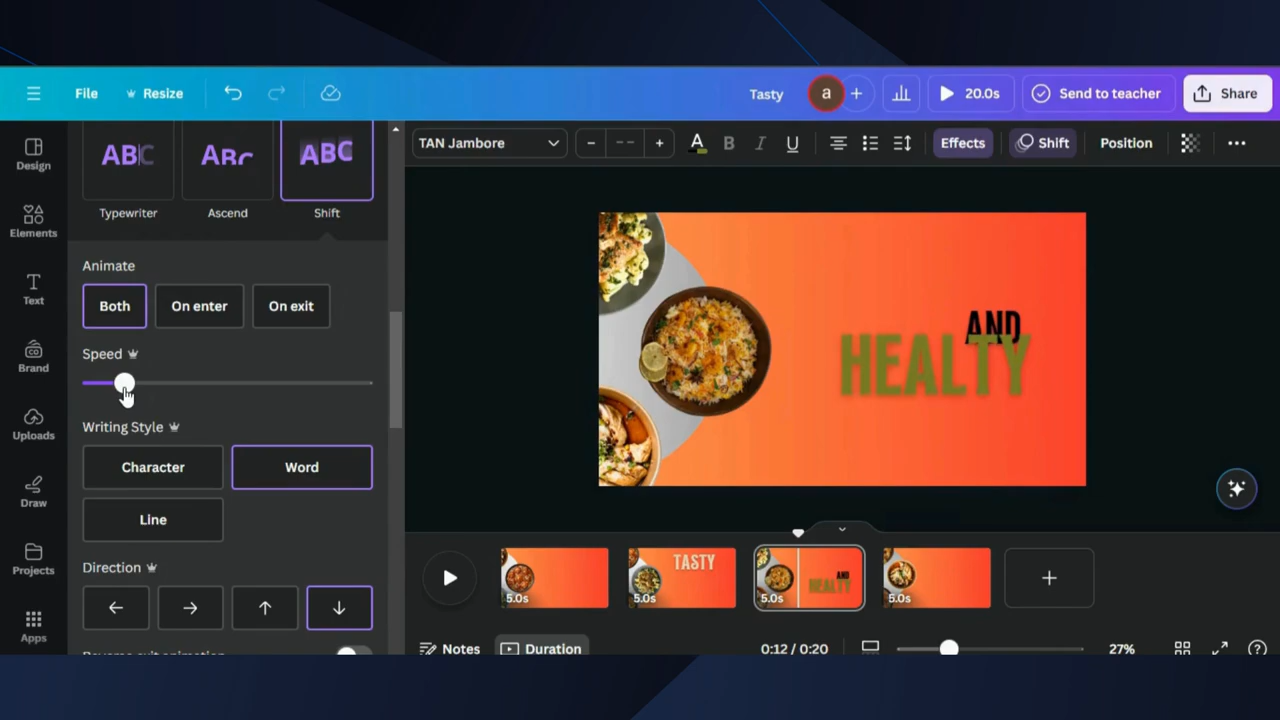 File
Resize
Tasty
a
20.0s
Send to teacher
Share
Design
Elements
Text
Brand
Uploads
Draw
Projects
Apps
ABC
ABC
ABC
Typewriter
Ascend
Shift
Animate
Both
On enter
On exit
Speed
Writing Style
Character
Word
Line
Direction
Reverse exit animation
TAN Jambore
- -- +
A
B
I
U
Effects
Shift
Position
AND
HEALTY
5.0s
TASTY
5.0s
AND
HEALTY
5.0s
5.0s
Notes
Duration
0:12 / 0:20
27%